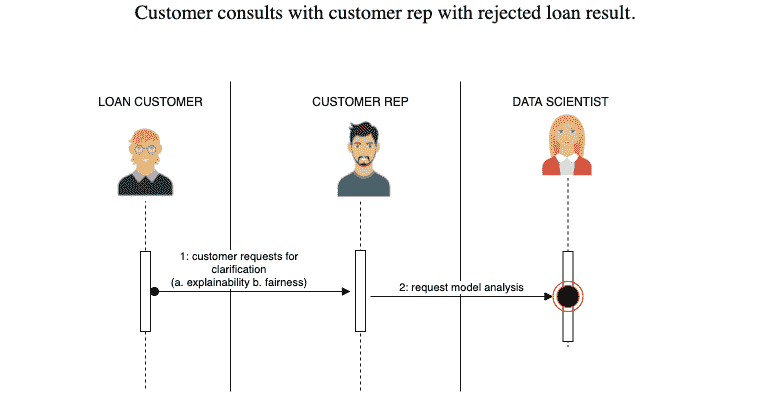 Customer consults with customer rep with rejected loan result.
LOAN CUSTOMER
CUSTOMER REP
DATA SCIENTIST
1: customer requests for
clarification
(a. explainability b. fairness)
2: request model analysis